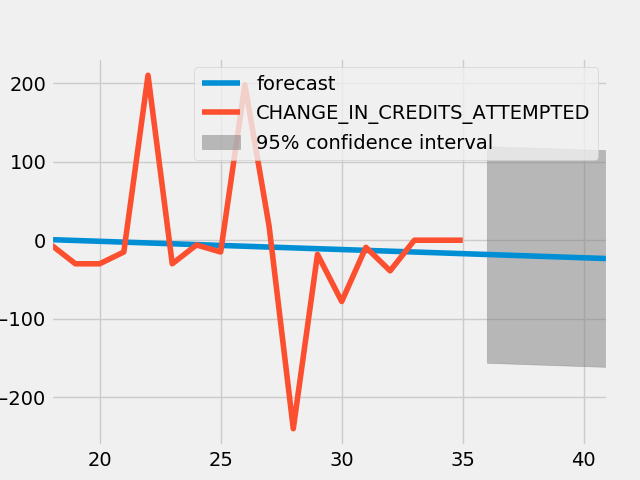 forecast
CHANGE_IN_CREDITS_ATTEMPTED
95% confidence interval
200
100
0
−100
−200
20 25 30 35 40